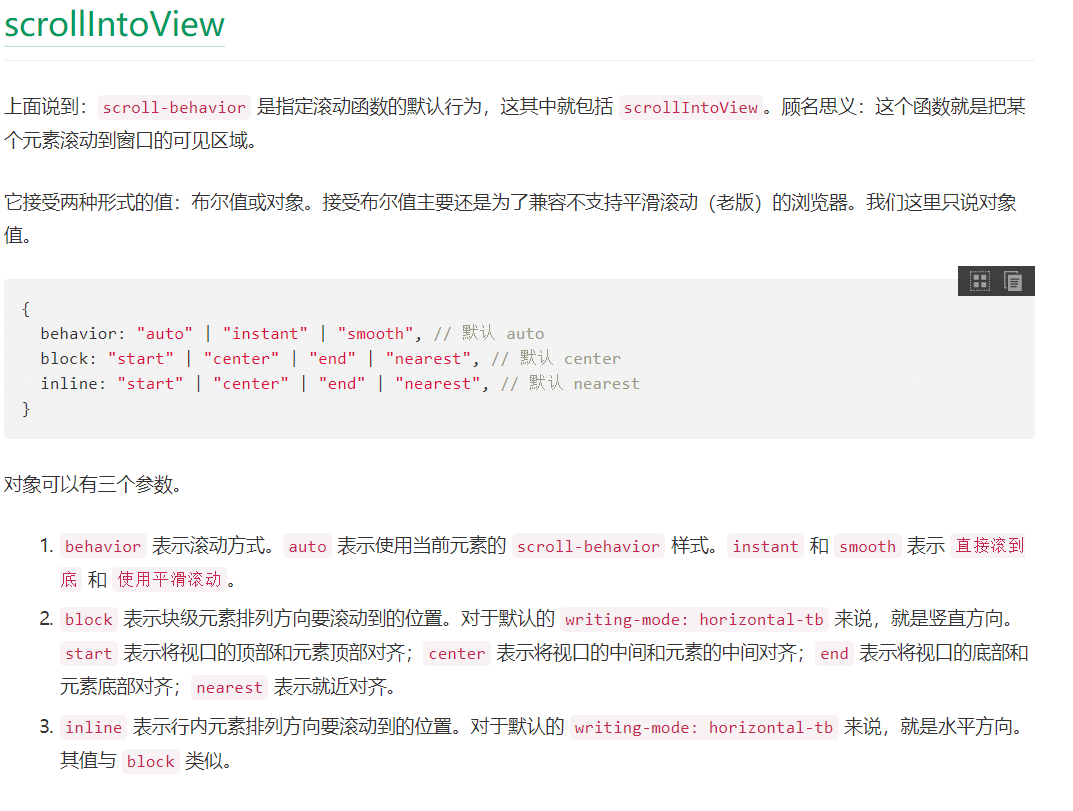 scrollIntoView
上面说到：scroll-behavior 是指定滚动函数的默认行为，这其中就包括 scrollIntoView。顾名思义：这个函数就是把某
个元素滚动到窗口的可见区域。
它接受两种形式的值：布尔值或对象。接受布尔值主要还是为了兼容不支持平滑滚动（老版）的浏览器。我们这里只说对象
值。
{
  behavior: "auto" | "instant" | "smooth", // 默认 auto
  block: "start" | "center" | "end" | "nearest", // 默认 center
  inline: "start" | "center" | "end" | "nearest", // 默认 nearest
}
对象可以有三个参数。
1. behavior 表示滚动方式。auto 表示使用当前元素的 scroll-behavior 样式。instant 和 smooth 表示 直接滚到
底 和 使用平滑滚动。
2. block 表示块级元素排列方向要滚动到的位置。对于默认的 writing-mode: horizontal-tb 来说，就是竖直方向。
start 表示将视口的顶部和元素顶部对齐；center 表示将视口的中间和元素的中间对齐；end 表示将视口的底部和
元素底部对齐；nearest 表示就近对齐。
3. inline 表示行内元素排列方向要滚动到的位置。对于默认的 writing-mode: horizontal-tb 来说，就是水平方向。
其值与 block 类似。